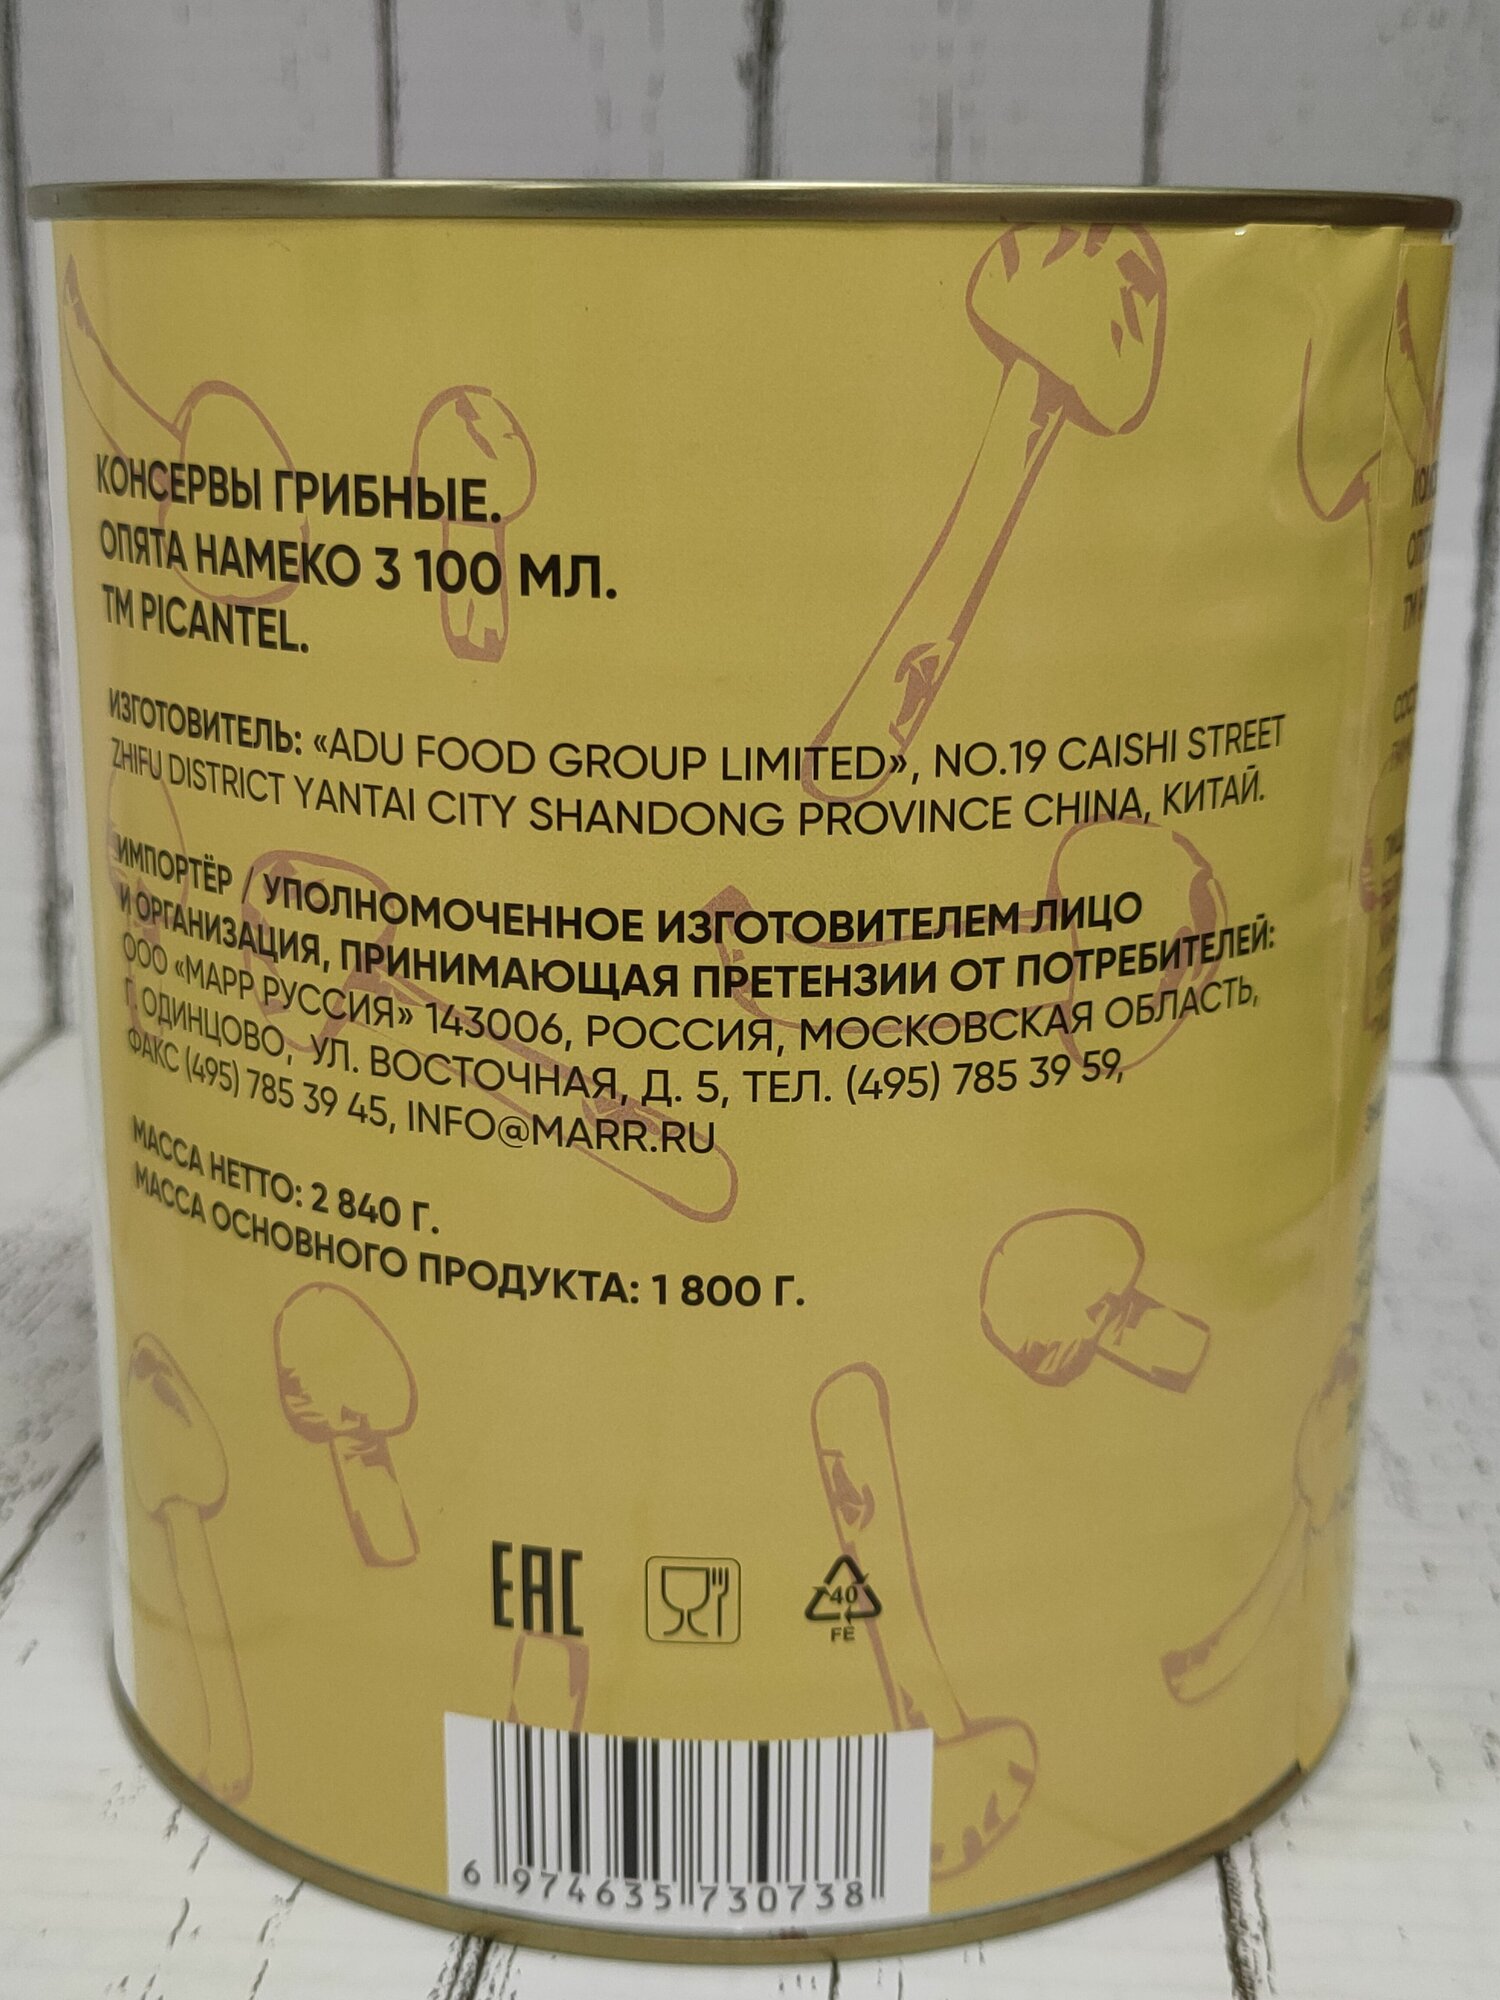 КОНСЕРВЫ ГРИБНЫЕ.
ОПЯТА НАМЕКО 3 100 МЛ.
ТМ PICANTEL.
ИЗГОТОВИТЕЛЬ: «ADU FOOD GROUP LIMITED», NO.19 CAISHI STREET
ZHIFU DISTRICT YANTAI CITY SHANDONG PROVINCE CHINA, КИТАЙ.
ИМПОРТЁР / УПОЛНОМОЧЕННОЕ ИЗГОТОВИТЕЛЕМ ЛИЦО
И ОРГАНИЗАЦИЯ, ПРИНИМАЮЩАЯ ПРЕТЕНЗИИ ОТ ПОТРЕБИТЕЛЕЙ:
ООО «МАРР РУССИЯ» 143006, РОССИЯ, МОСКОВСКАЯ ОБЛАСТЬ,
Г. ОДИНЦОВО, УЛ. ВОСТОЧНАЯ, Д. 5, ТЕЛ. (495) 785 39 59,
ФАКС (495) 785 39 45, INFO@MARR.RU
МАССА НЕТТО: 2 840 Г.
МАССА ОСНОВНОГО ПРОДУКТА: 1 800 Г.
EAC
40
FE
6 974635 730738